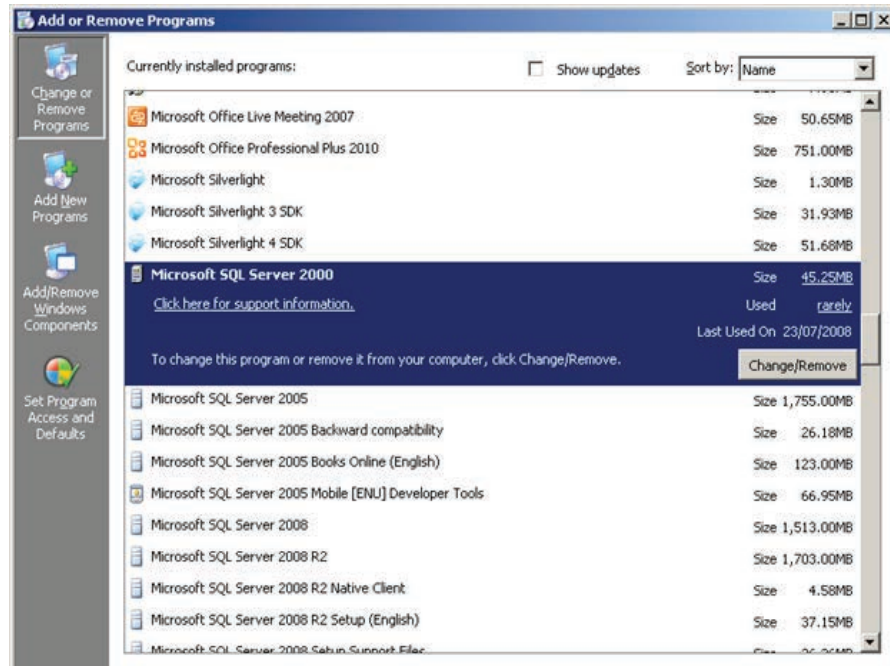 Add or Remove Programs
Change or
Remove
Programs
Add New
Programs
Add/Remove
Windows
Components
Set Program
Access and
Defaults
Currently installed programs:
Show updates
Sort by: Name
Microsoft Office Live Meeting 2007 Size 50.65MB
Microsoft Office Professional Plus 2010 Size 751.00MB
Microsoft Silverlight Size 1.30MB
Microsoft Silverlight 3 SDK Size 31.93MB
Microsoft Silverlight 4 SDK Size 51.68MB
Microsoft SQL Server 2000 Size 45.25MB
Click here for support information. Used rarely
Last Used On 23/07/2008
To change this program or remove it from your computer, click Change/Remove. Change/Remove
Microsoft SQL Server 2005 Size 1,755.00MB
Microsoft SQL Server 2005 Backward compatibility Size 26.18MB
Microsoft SQL Server 2005 Books Online (English) Size 123.00MB
Microsoft SQL Server 2005 Mobile [ENU] Developer Tools Size 66.95MB
Microsoft SQL Server 2008 Size 1,513.00MB
Microsoft SQL Server 2008 R2 Size 1,703.00MB
Microsoft SQL Server 2008 R2 Native Client Size 4.58MB
Microsoft SQL Server 2008 R2 Setup (English) Size 37.15MB
Microsoft SQL Server 2008 Setup Support Files Size